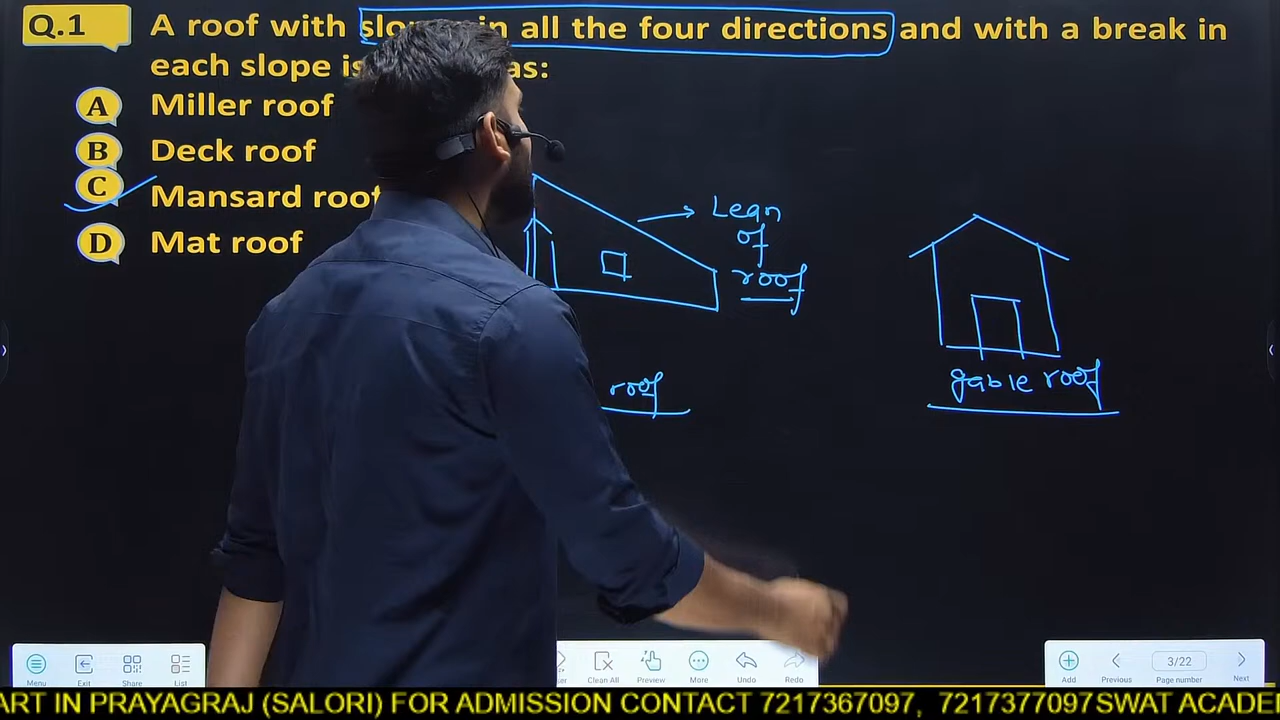 Q.1 A roof with in all the four directions and with a break in
each slope is as:
A Miller roof
B Deck roof
C Mansard roof
D Mat roof
Lean
of
roof
roof
gable roof
Menu Exit Share List Clean All Preview More Undo Redo Add Previous 3/22 Page number Next
ART IN PRAYAGRAJ (SALORI) FOR ADMISSION CONTACT 7217367097, 7217377097SWAT ACADE